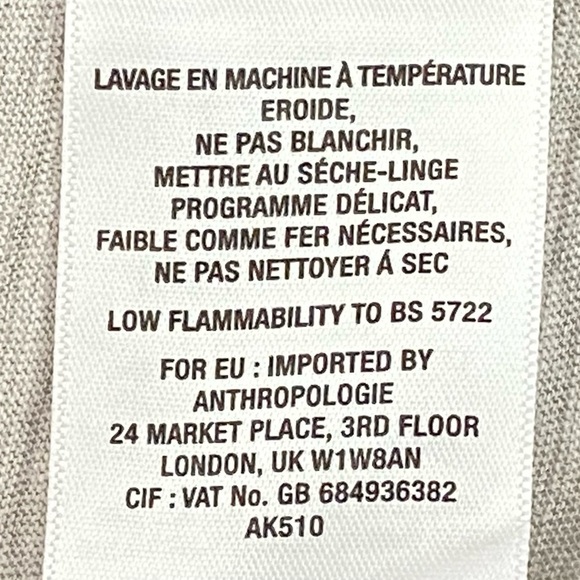 LAVAGE EN MACHINE À TEMPÉRATURE
EROIDE,
NE PAS BLANCHIR,
METTRE AU SÉCHE-LINGE
PROGRAMME DÉLICAT,
FAIBLE COMME FER NÉCESSAIRES,
NE PAS NETTOYER Á SEC
LOW FLAMMABILITY TO BS 5722
FOR EU : IMPORTED BY
ANTHROPOLOGIE
24 MARKET PLACE, 3RD FLOOR
LONDON, UK W1W8AN
CIF : VAT No. GB 684936382
AK510